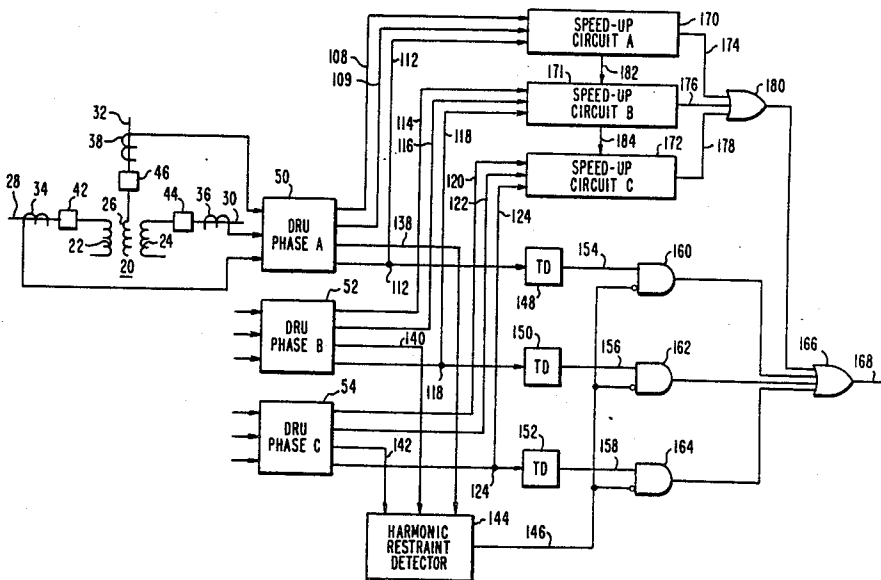 108
109
112
SPEED-UP
CIRCUIT A
170
174
182
32
38
46
114
116
118
171
SPEED-UP
CIRCUIT B
176
180
184
172
178
120
122
124
SPEED-UP
CIRCUIT C
28
34
42
26
44
36
30
22
24
20
50
DRU
PHASE A
138
112
TD
148
154
160
52
DRU
PHASE B
140
118
150
TD
156
162
166
168
54
DRU
PHASE C
142
124
152
TD
158
164
144
HARMONIC
RESTRAINT
DETECTOR
146